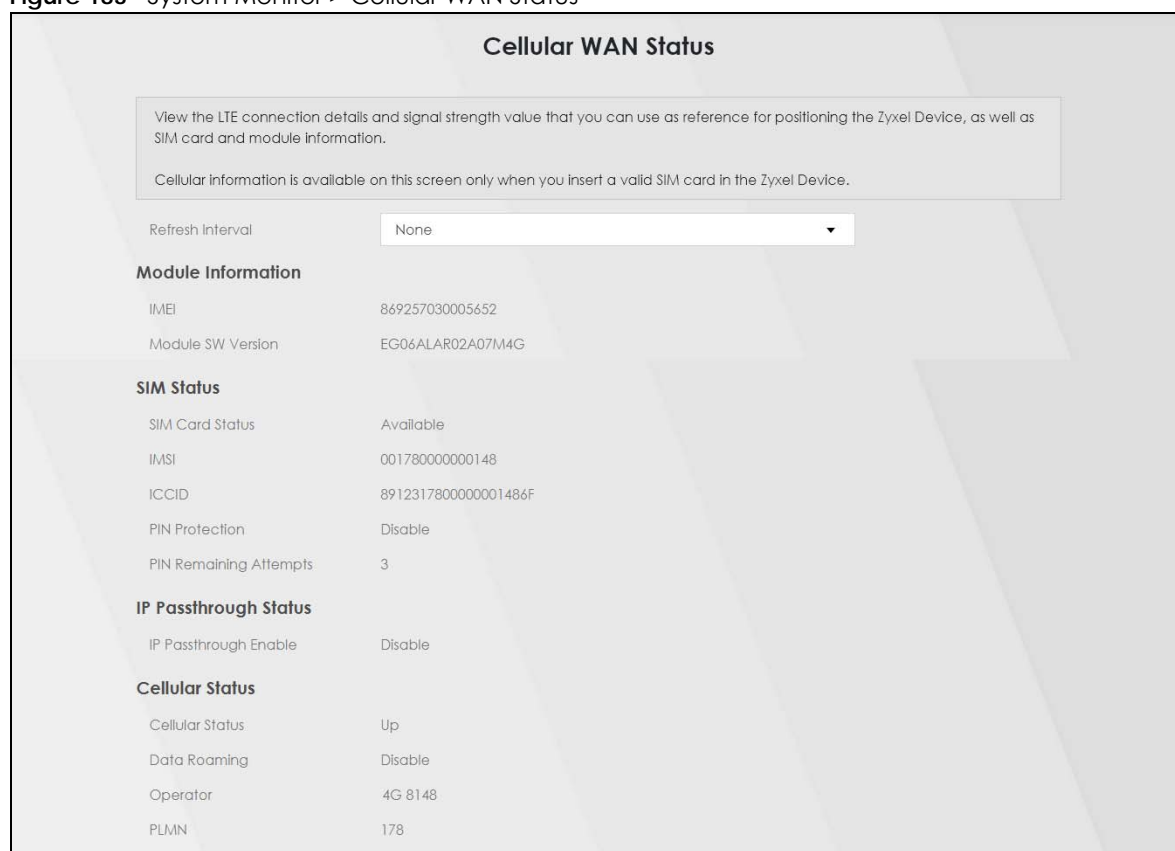 System Monitor > Cellular WAN Status
Cellular WAN Status
View the LTE connection details and signal strength value that you can use as reference for positioning the Zyxel Device, as well as
SIM card and module information.
Cellular information is available on this screen only when you insert a valid SIM card in the Zyxel Device.
Refresh Interval None
Module Information
IMEI 869257030005652
Module SW Version EG06ALAR02A07M4G
SIM Status
SIM Card Status Available
IMSI 001780000000148
ICCID 8912317800000001486F
PIN Protection Disable
PIN Remaining Attempts 3
IP Passthrough Status
IP Passthrough Enable Disable
Cellular Status
Cellular Status Up
Data Roaming Disable
Operator 4G 8148
PLMN 178